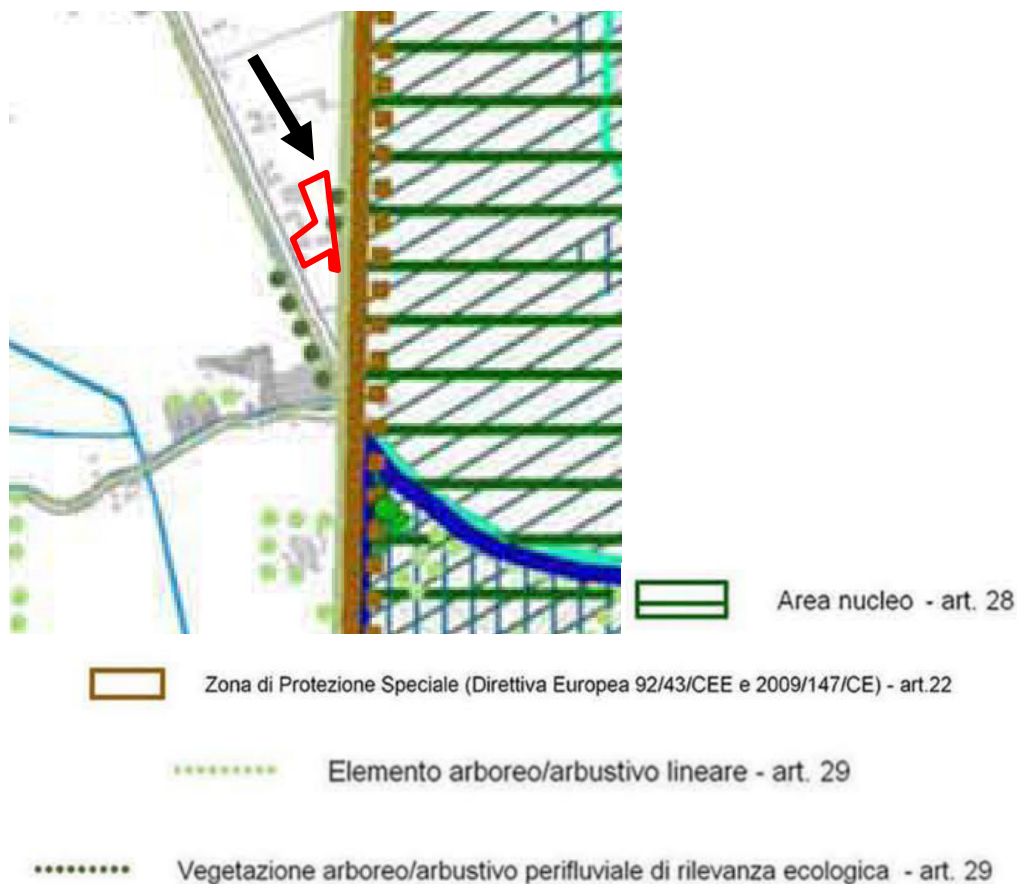 Area nucleo - art. 28
Zona di Protezione Speciale (Direttiva Europea 92/43/CEE e 2009/147/CE) - art.22
Elemento arboreo/arbustivo lineare - art. 29
Vegetazione arboreo/arbustivo perifluviale di rilevanza ecologica - art. 29